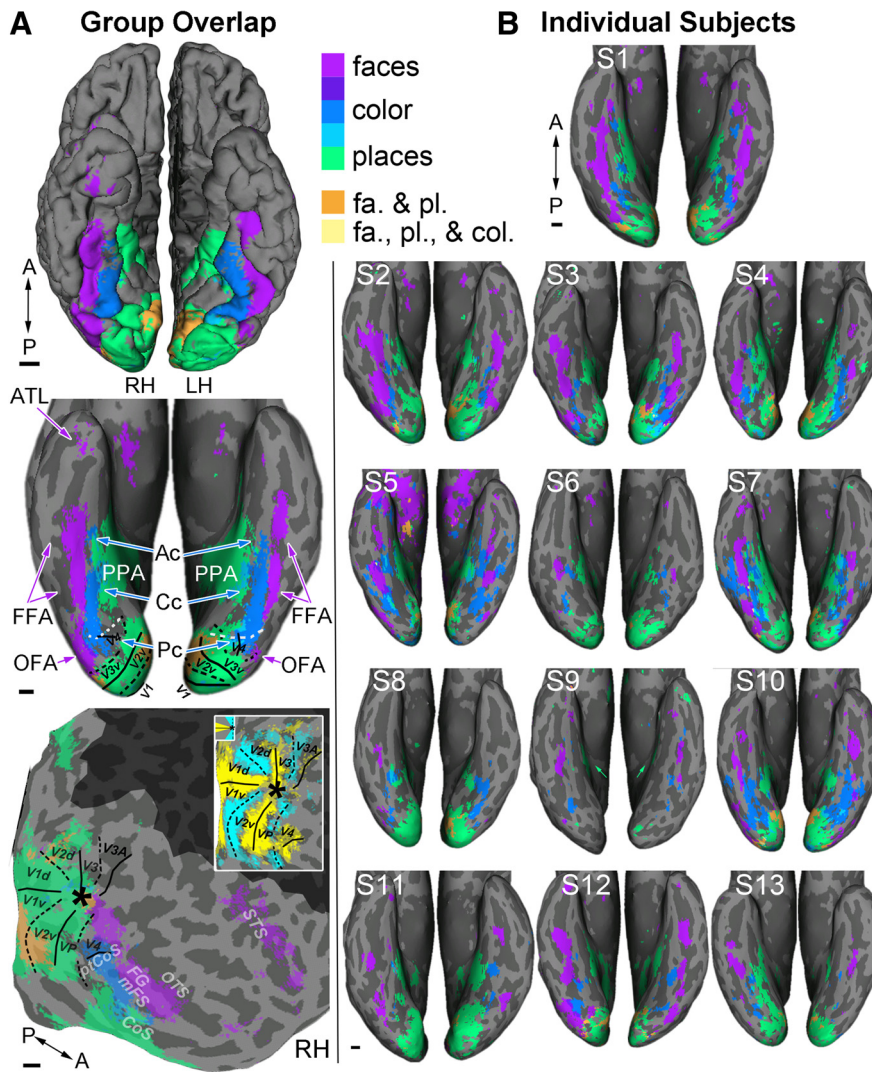 A Group Overlap
faces
color
places
fa. & pl.
fa., pl., & col.
A
P
RH LH
ATL
Ac
PPA PPA
Cc
FFA FFA
Pc
OFA OFA
V4 V4
V3v V2v V2v V3v
V1 V1
V2d V3A
V3
V1d
V1v
V2v VP V4
V2d V3 V3A
V1d
V1v
*
V2v VP V4
*
STS
ptCoS FG OTS
mFS
CoS
P
A
RH
B Individual Subjects
S1
A
P
S2 S3 S4
S5 S6 S7
S8 S9 S10
S11 S12 S13